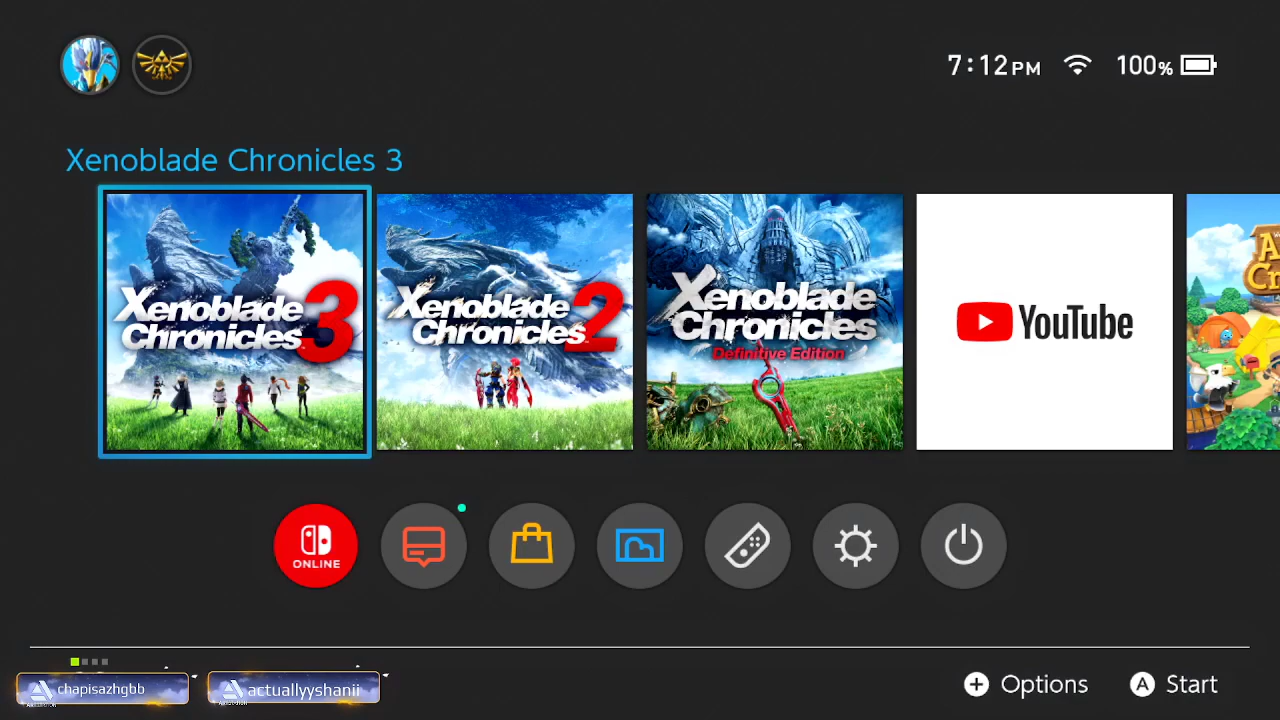 7:12PM 100%
Xenoblade Chronicles 3
Xenoblade
Chronicles 3
Xenoblade
Chronicles 2
Xenoblade
Chronicles
Definitive Edition
YouTube
ONLINE
chapisazhgbb
actuallyyshanii
+ Options
A Start